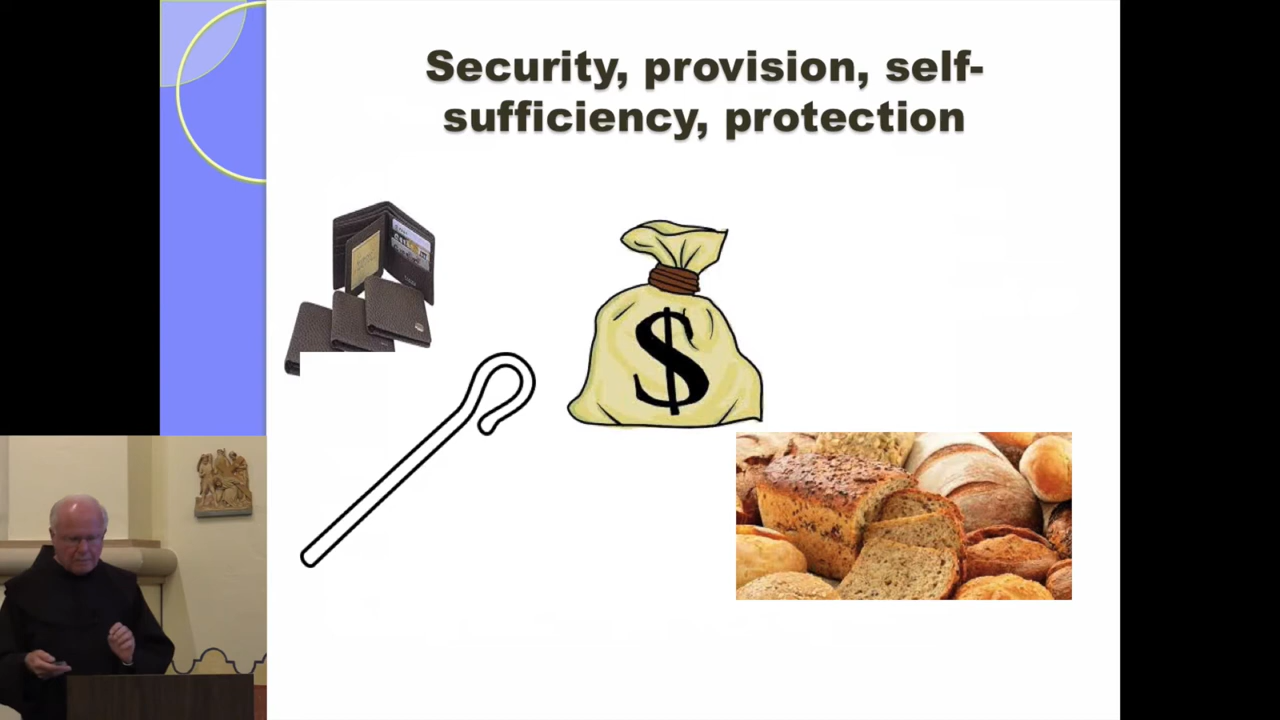 Security, provision, self-
sufficiency, protection
$